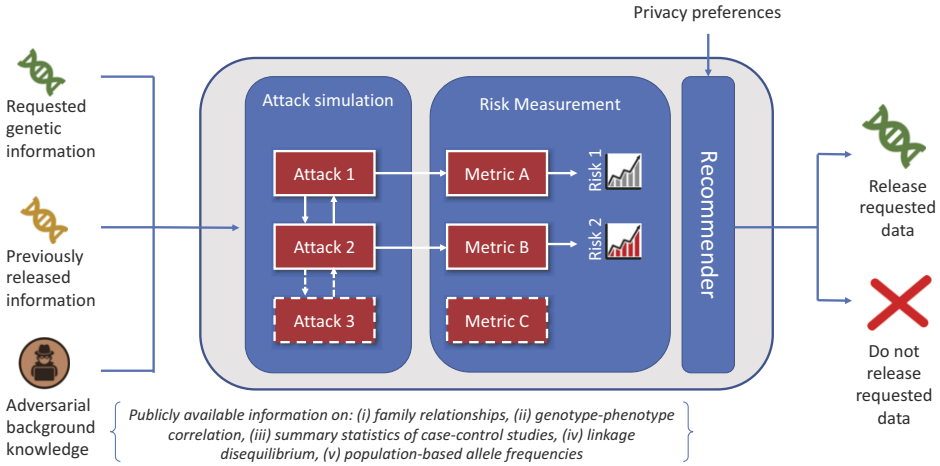 Privacy preferences
Requested
genetic
information
Previously
released
information
Adversarial
background
knowledge
Attack simulation
Attack 1
Attack 2
Attack 3
Risk Measurement
Metric A
Metric B
Metric C
Risk 1
Risk 2
Recommender
Release
requested
data
Do not
release
requested
data
Publicly available information on: (i) family relationships, (ii) genotype-phenotype
correlation, (iii) summary statistics of case-control studies, (iv) linkage
disequilibrium, (v) population-based allele frequencies